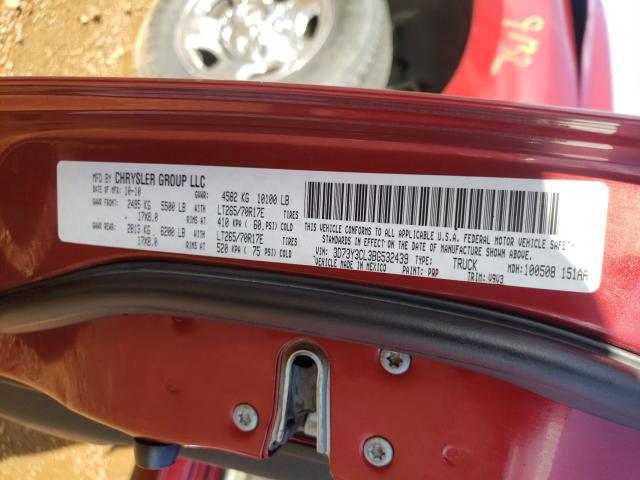 9132
MFD BY CHRYSLER GROUP LLC
DATE OF MFR: 10-10 GVWR: 4582 KG 10100 LB
GAWR FRONT: 2495 KG 5500 LB WITH LT265/70R17E TIRES
- 17X8.0 RIMS AT 410 KPA ( 60, PSI) COLD
GAWR REAR: 2813 KG 6200 LB WITH LT265/70R17E TIRES
- 17X8.0 RIMS AT 520 KPA ( 75 PSI) COLD
THIS VEHICLE CONFORMS TO ALL APPLICABLE U.S.A. FEDERAL MOTOR VEHICLE SAFETY
STANDARDS IN EFFECT ON THE DATE OF MANUFACTURE SHOWN ABOVE.
VIN: 3D73Y3CL3BG532439 TYPE: TRUCK MDH: 100508 151AA
VEHICLE MADE IN MEXICO PAINT: PRP TRIM: V9V3